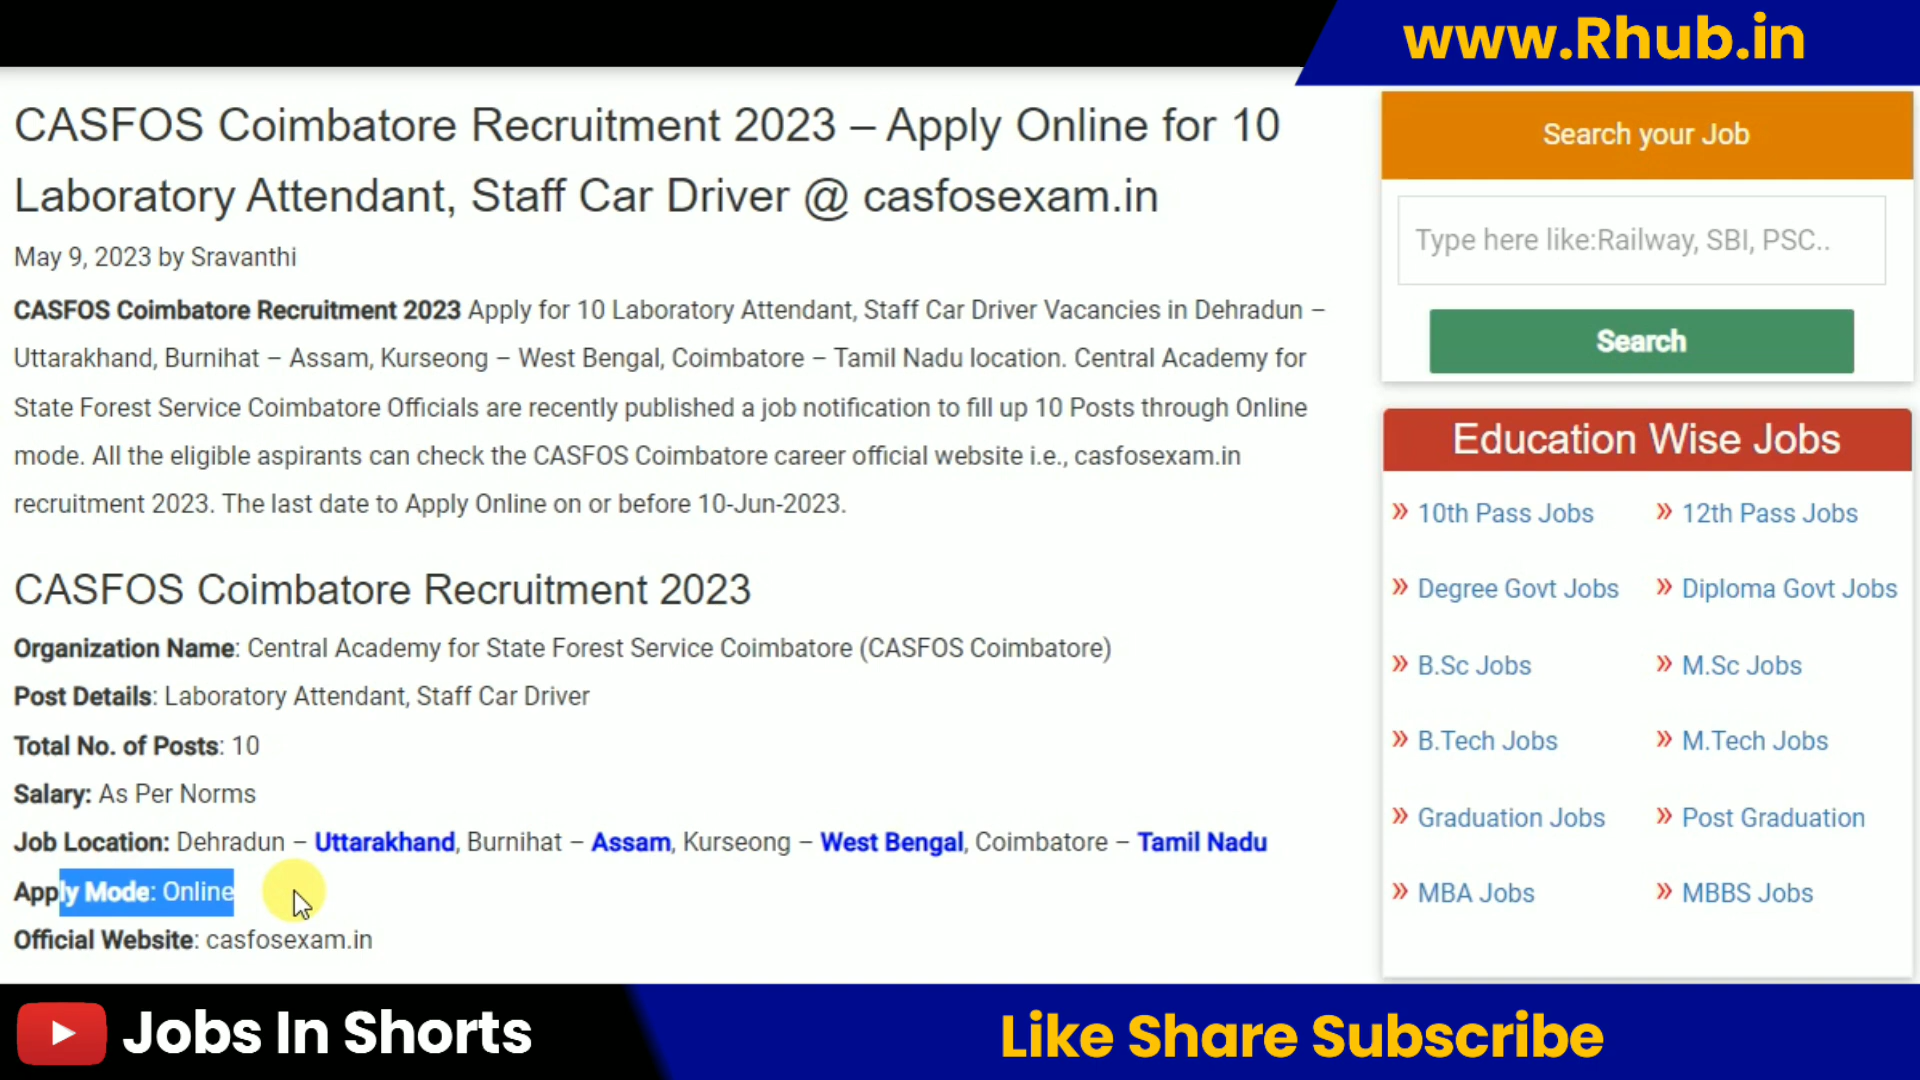 www.Rhub.in
CASFOS Coimbatore Recruitment 2023 – Apply Online for 10
Laboratory Attendant, Staff Car Driver @ casfosexam.in
May 9, 2023 by Sravanthi
CASFOS Coimbatore Recruitment 2023 Apply for 10 Laboratory Attendant, Staff Car Driver Vacancies in Dehradun –
Uttarakhand, Burnihat – Assam, Kurseong – West Bengal, Coimbatore – Tamil Nadu location. Central Academy for
State Forest Service Coimbatore Officials are recently published a job notification to fill up 10 Posts through Online
mode. All the eligible aspirants can check the CASFOS Coimbatore career official website i.e., casfosexam.in
recruitment 2023. The last date to Apply Online on or before 10-Jun-2023.
CASFOS Coimbatore Recruitment 2023
Organization Name: Central Academy for State Forest Service Coimbatore (CASFOS Coimbatore)
Post Details: Laboratory Attendant, Staff Car Driver
Total No. of Posts: 10
Salary: As Per Norms
Job Location: Dehradun – Uttarakhand, Burnihat – Assam, Kurseong – West Bengal, Coimbatore – Tamil Nadu
Apply Mode: Online
Official Website: casfosexam.in
Search your Job
Type here like:Railway, SBI, PSC..
Search
Education Wise Jobs
» 10th Pass Jobs » 12th Pass Jobs
» Degree Govt Jobs » Diploma Govt Jobs
» B.Sc Jobs » M.Sc Jobs
» B.Tech Jobs » M.Tech Jobs
» Graduation Jobs » Post Graduation
» MBA Jobs » MBBS Jobs
Jobs In Shorts
Like Share Subscribe